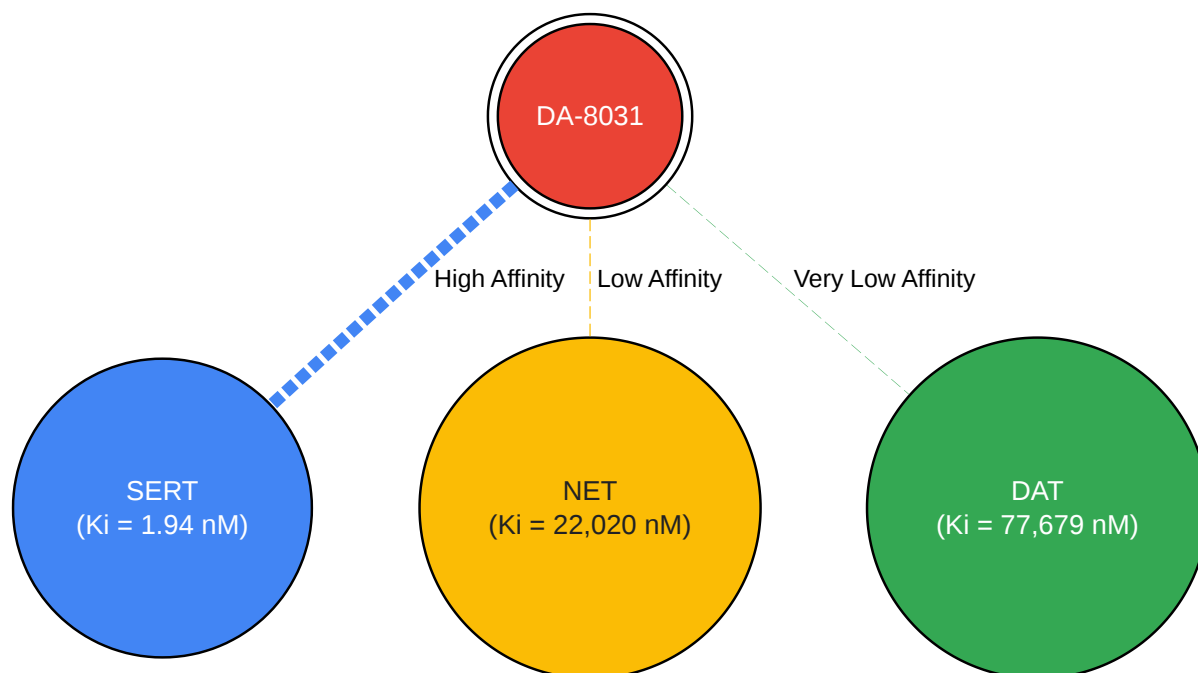 DA-8031
High Affinity
Low Affinity
Very Low Affinity
SERT
(Ki = 1.94 nM)
NET
(Ki = 22,020 nM)
DAT
(Ki = 77,679 nM)